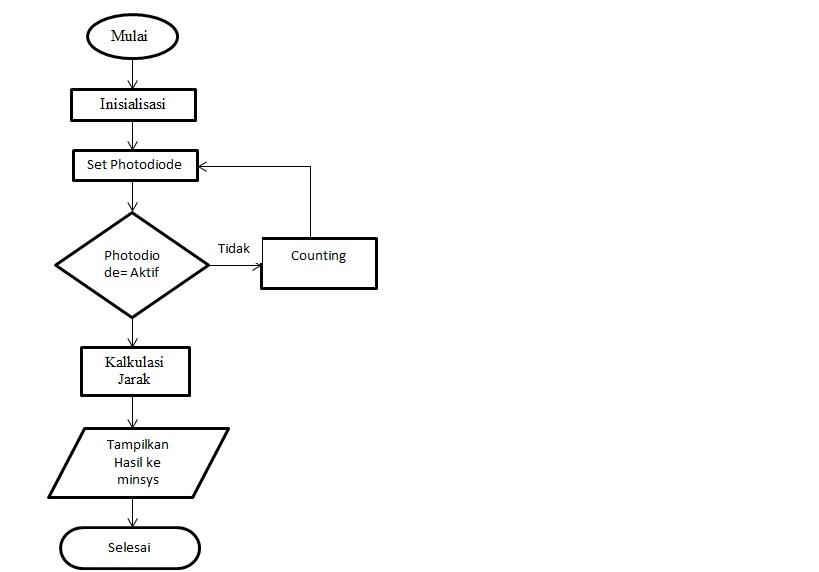 Mulai
Inisialisasi
Set Photodiode
Photodio
de= Aktif
Tidak
Counting
Kalkulasi
Jarak
Tampilkan
Hasil ke
minsys
Selesai